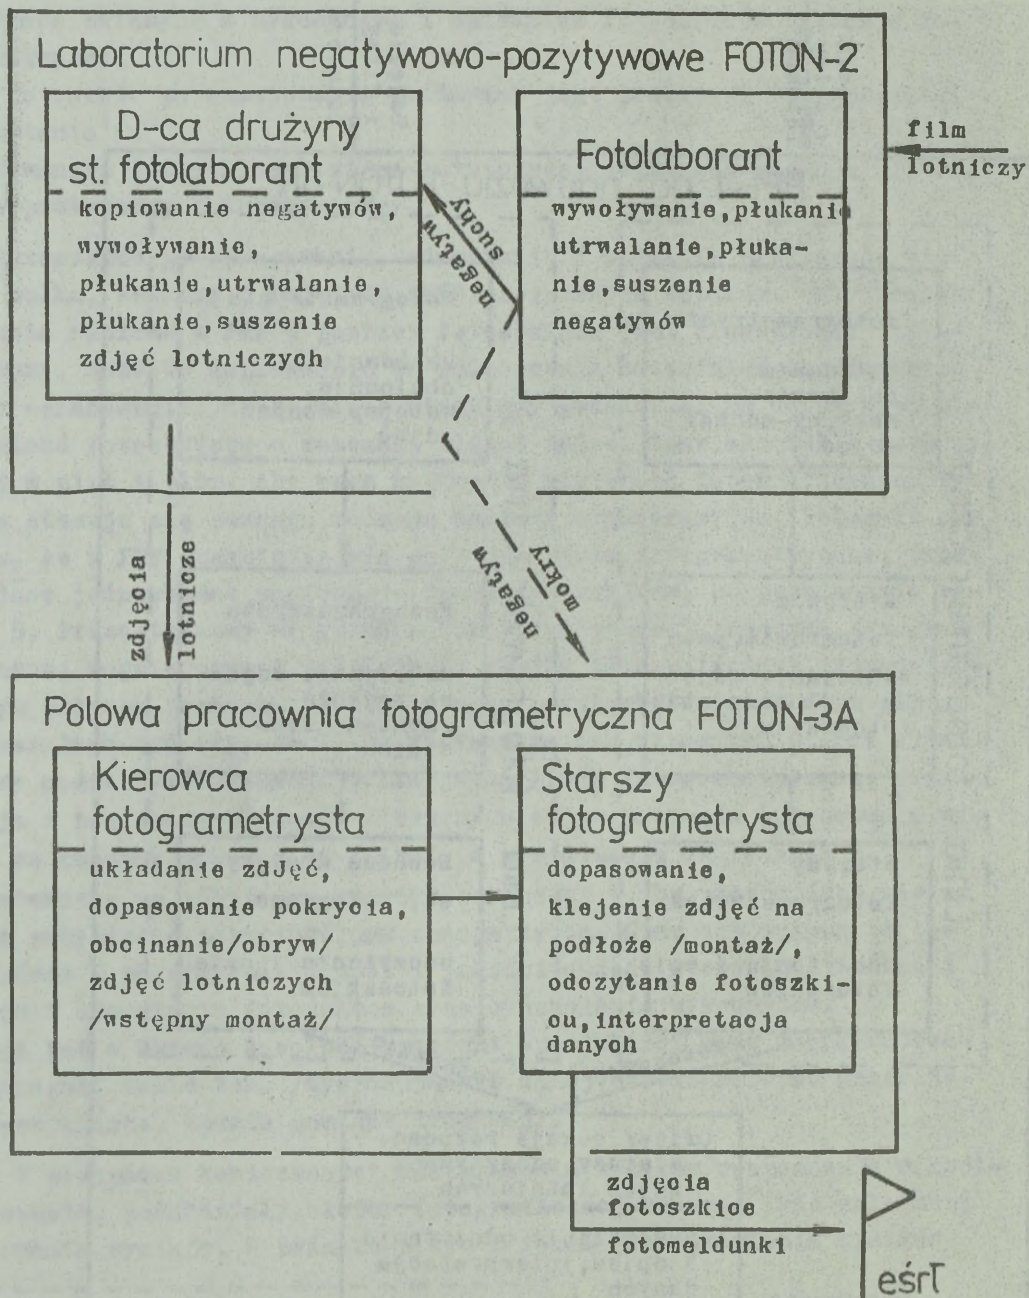 Laboratorium negatywowo-pozytywowe FOTON-2
D-ca drużyny
st. fotolaborant
kopiowanie negatywów,
wywoływanie,
płukanie,utrwalanie,
płukanie,suszenie
zdjęć lotniczych
Fotolaborant
wywoływanie,płukanie
utrwalanie,płuka-
nie,suszenie
negatywów
film
lotniczy
suchy
negatyw
mokry
negatyw
zdjęcia
lotnicze
Polowa pracownia fotogrametryczna FOTON-3A
Kierowca
fotogrametrysta
układanie zdjęć,
dopasowanie pokrycia,
obcinanie/obryw/
zdjęć lotniczych
/wstępny montaż/
Starszy
fotogrametrysta
dopasowanie,
klejenie zdjęć na
podłoże /montaż/,
odczytanie fotoszki-
cu,interpretacja
danych
zdjęcia
fotoszkice
fotomeldunki
eśrT